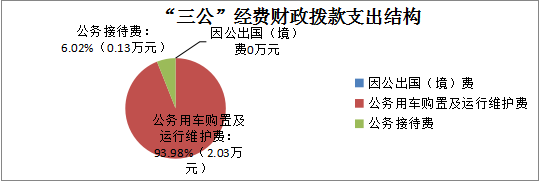 “三公”经费财政拨款支出结构
公务接待费：
6.02%（0.13万元）
因公出国（境）
费0万元
公务用车购置及
运行维护费：
93.98%（2.03万
元）
因公出国（境）费
公务用车购置及运行维护费
公务接待费